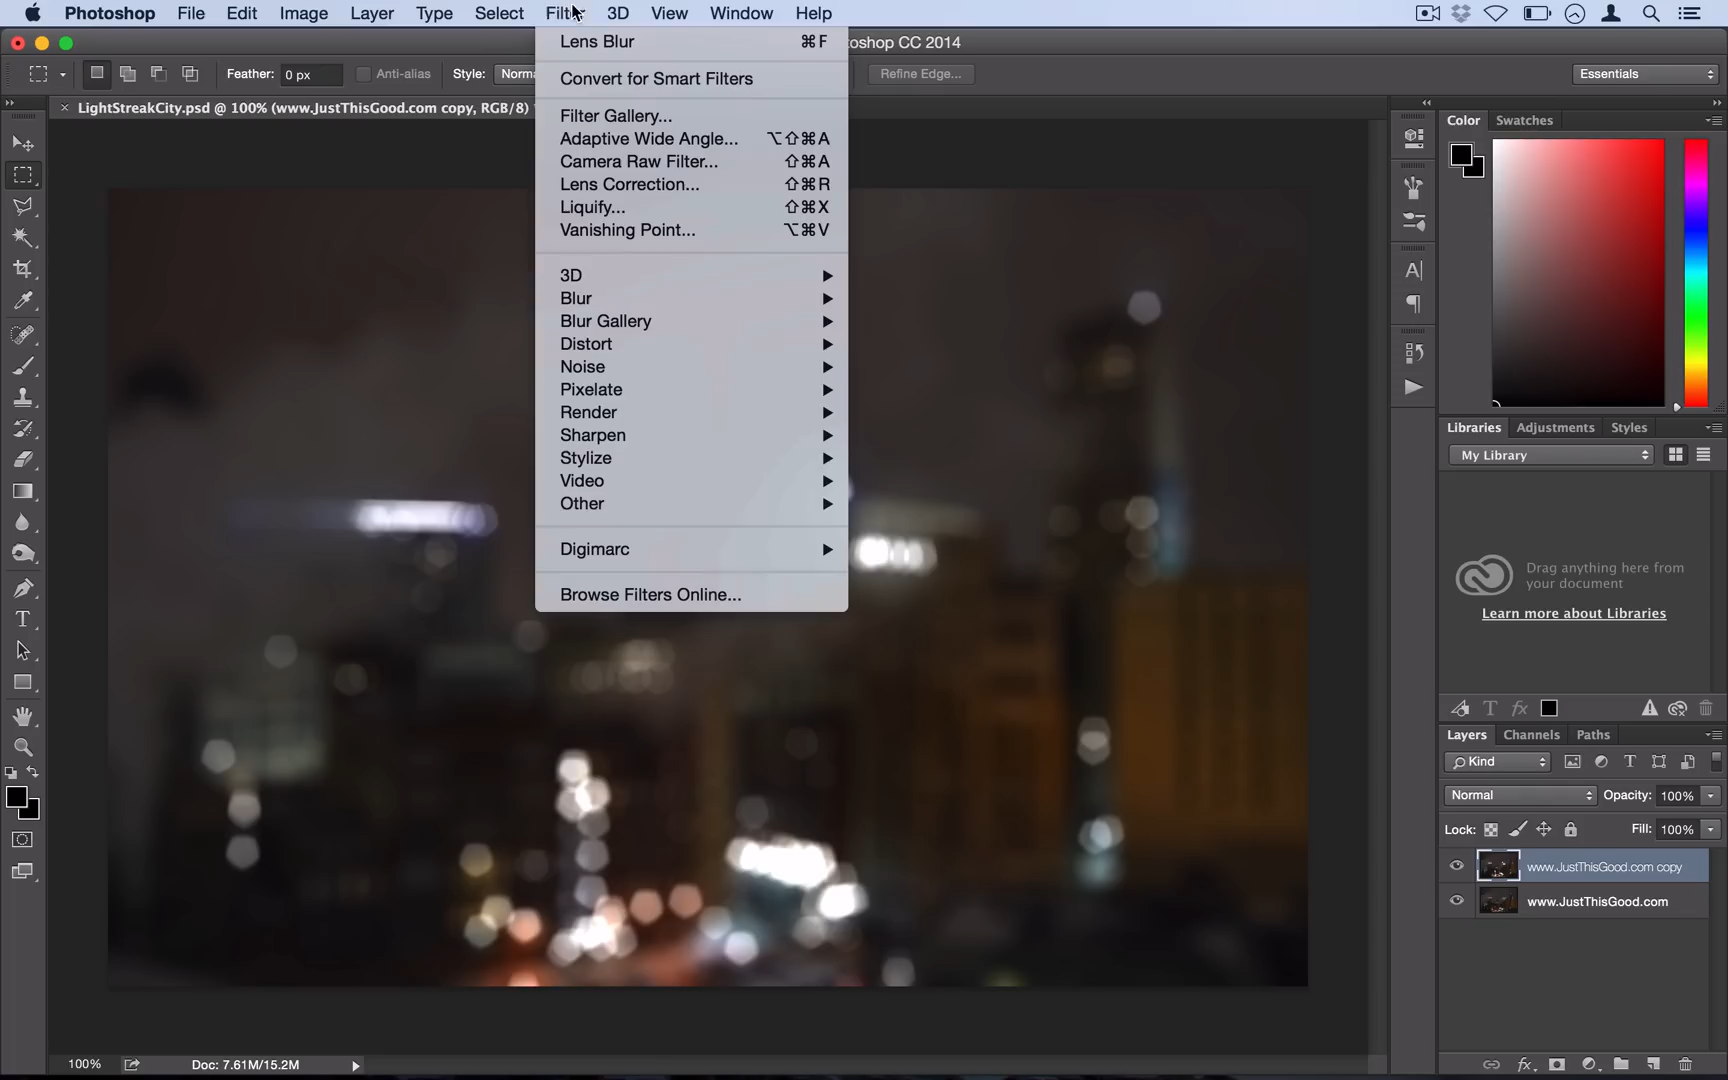 Photoshop File Edit Image Layer Type Select Filter 3D View Window Help
toshop CC 2014
Feather: 0 px Anti-alias Style: Norma Refine Edge... Essentials
× LightStreakCity.psd @ 100% (www.JustThisGood.com copy, RGB/8)
Lens Blur ⌘F
Convert for Smart Filters
Filter Gallery...
Adaptive Wide Angle... ⌥⇧⌘A
Camera Raw Filter... ⇧⌘A
Lens Correction... ⇧⌘R
Liquify... ⇧⌘X
Vanishing Point... ⌥⌘V
3D
Blur
Blur Gallery
Distort
Noise
Pixelate
Render
Sharpen
Stylize
Video
Other
Digimarc
Browse Filters Online...
Color Swatches
Libraries Adjustments Styles
My Library
Drag anything here from
your document
Learn more about Libraries
Layers Channels Paths
Kind
Normal Opacity: 100%
Lock: Fill: 100%
www.JustThisGood.com copy
www.JustThisGood.com
100% Doc: 7.61M/15.2M